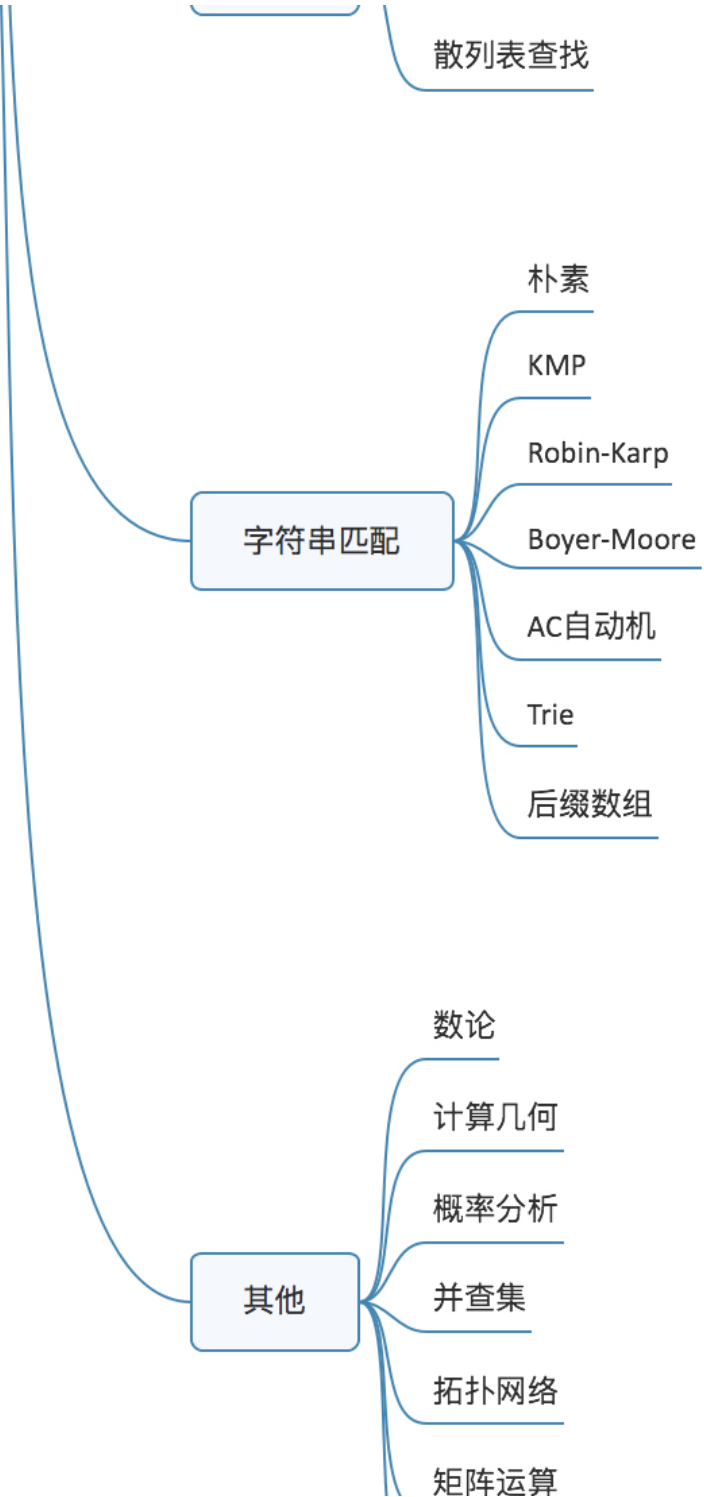 散列表查找
朴素
KMP
Robin-Karp
Boyer-Moore
字符串匹配
AC自动机
Trie
后缀数组
数论
计算几何
概率分析
并查集
其他
拓扑网络
矩阵运算